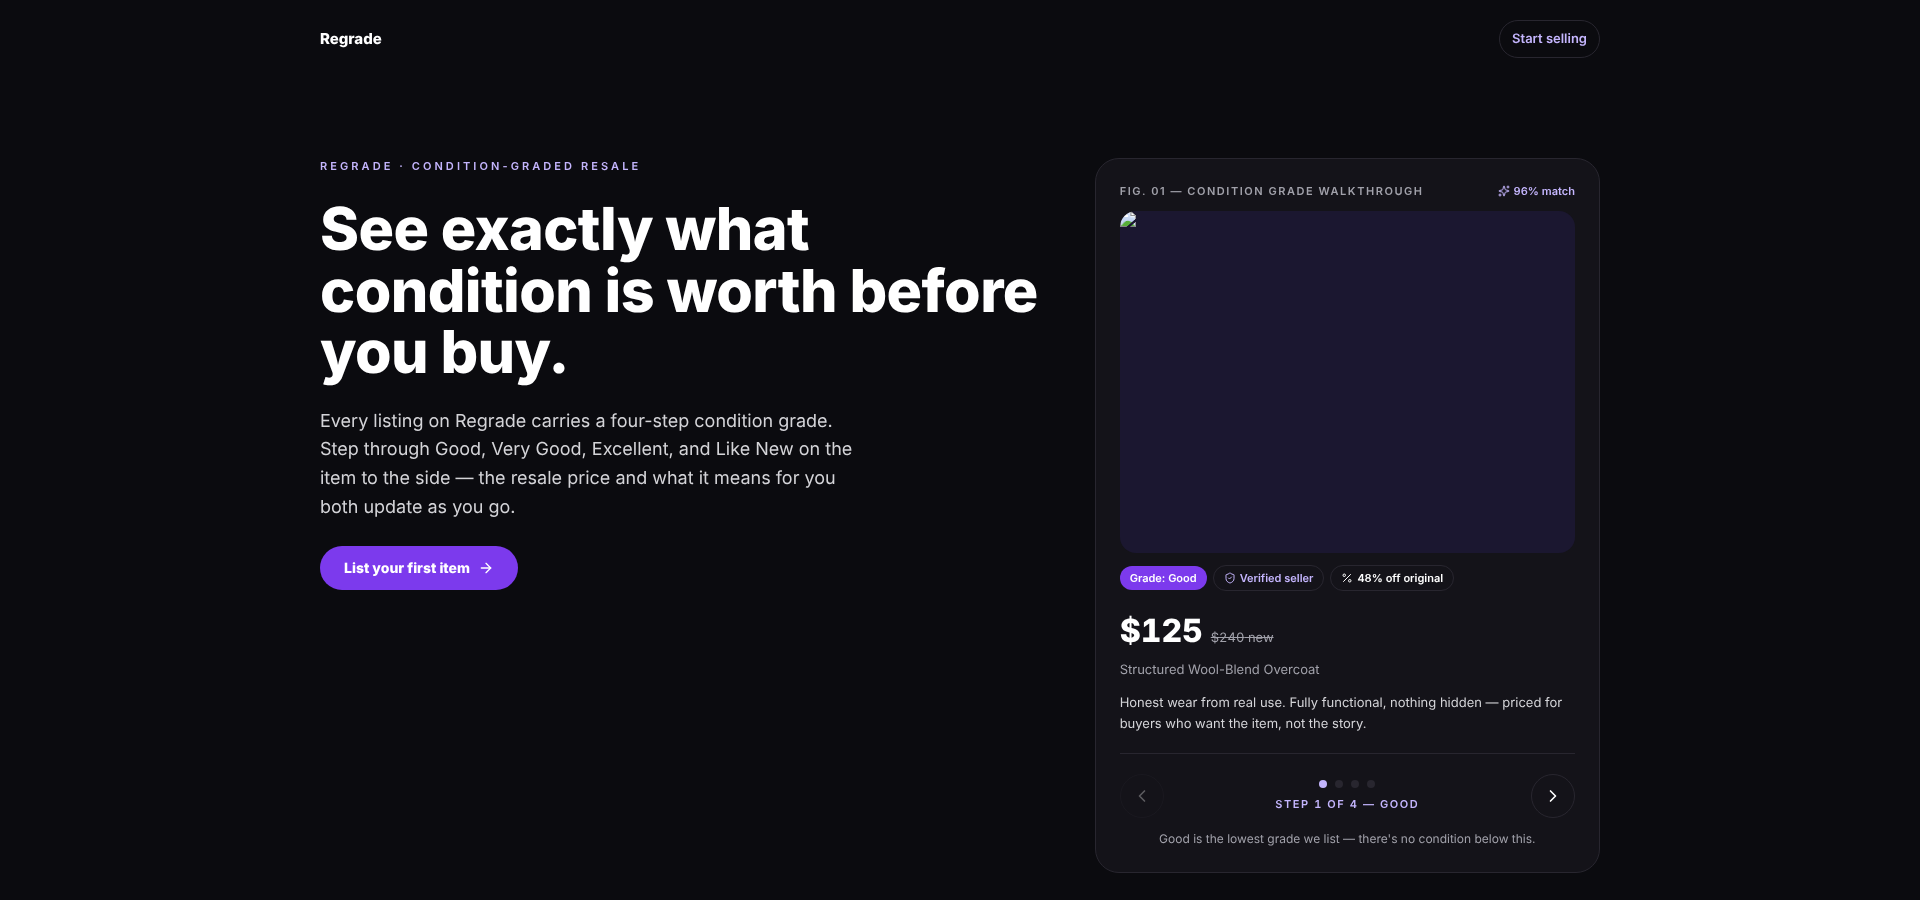 Regrade
Start selling
REGRADE · CONDITION-GRADED RESALE
See exactly what
condition is worth before
you buy.
Every listing on Regrade carries a four-step condition grade.
Step through Good, Very Good, Excellent, and Like New on the
item to the side — the resale price and what it means for you
both update as you go.
List your first item
FIG. 01 — CONDITION GRADE WALKTHROUGH
96% match
Grade: Good
Verified seller
48% off original
$125 $240 new
Structured Wool-Blend Overcoat
Honest wear from real use. Fully functional, nothing hidden — priced for
buyers who want the item, not the story.
STEP 1 OF 4 — GOOD
Good is the lowest grade we list — there's no condition below this.